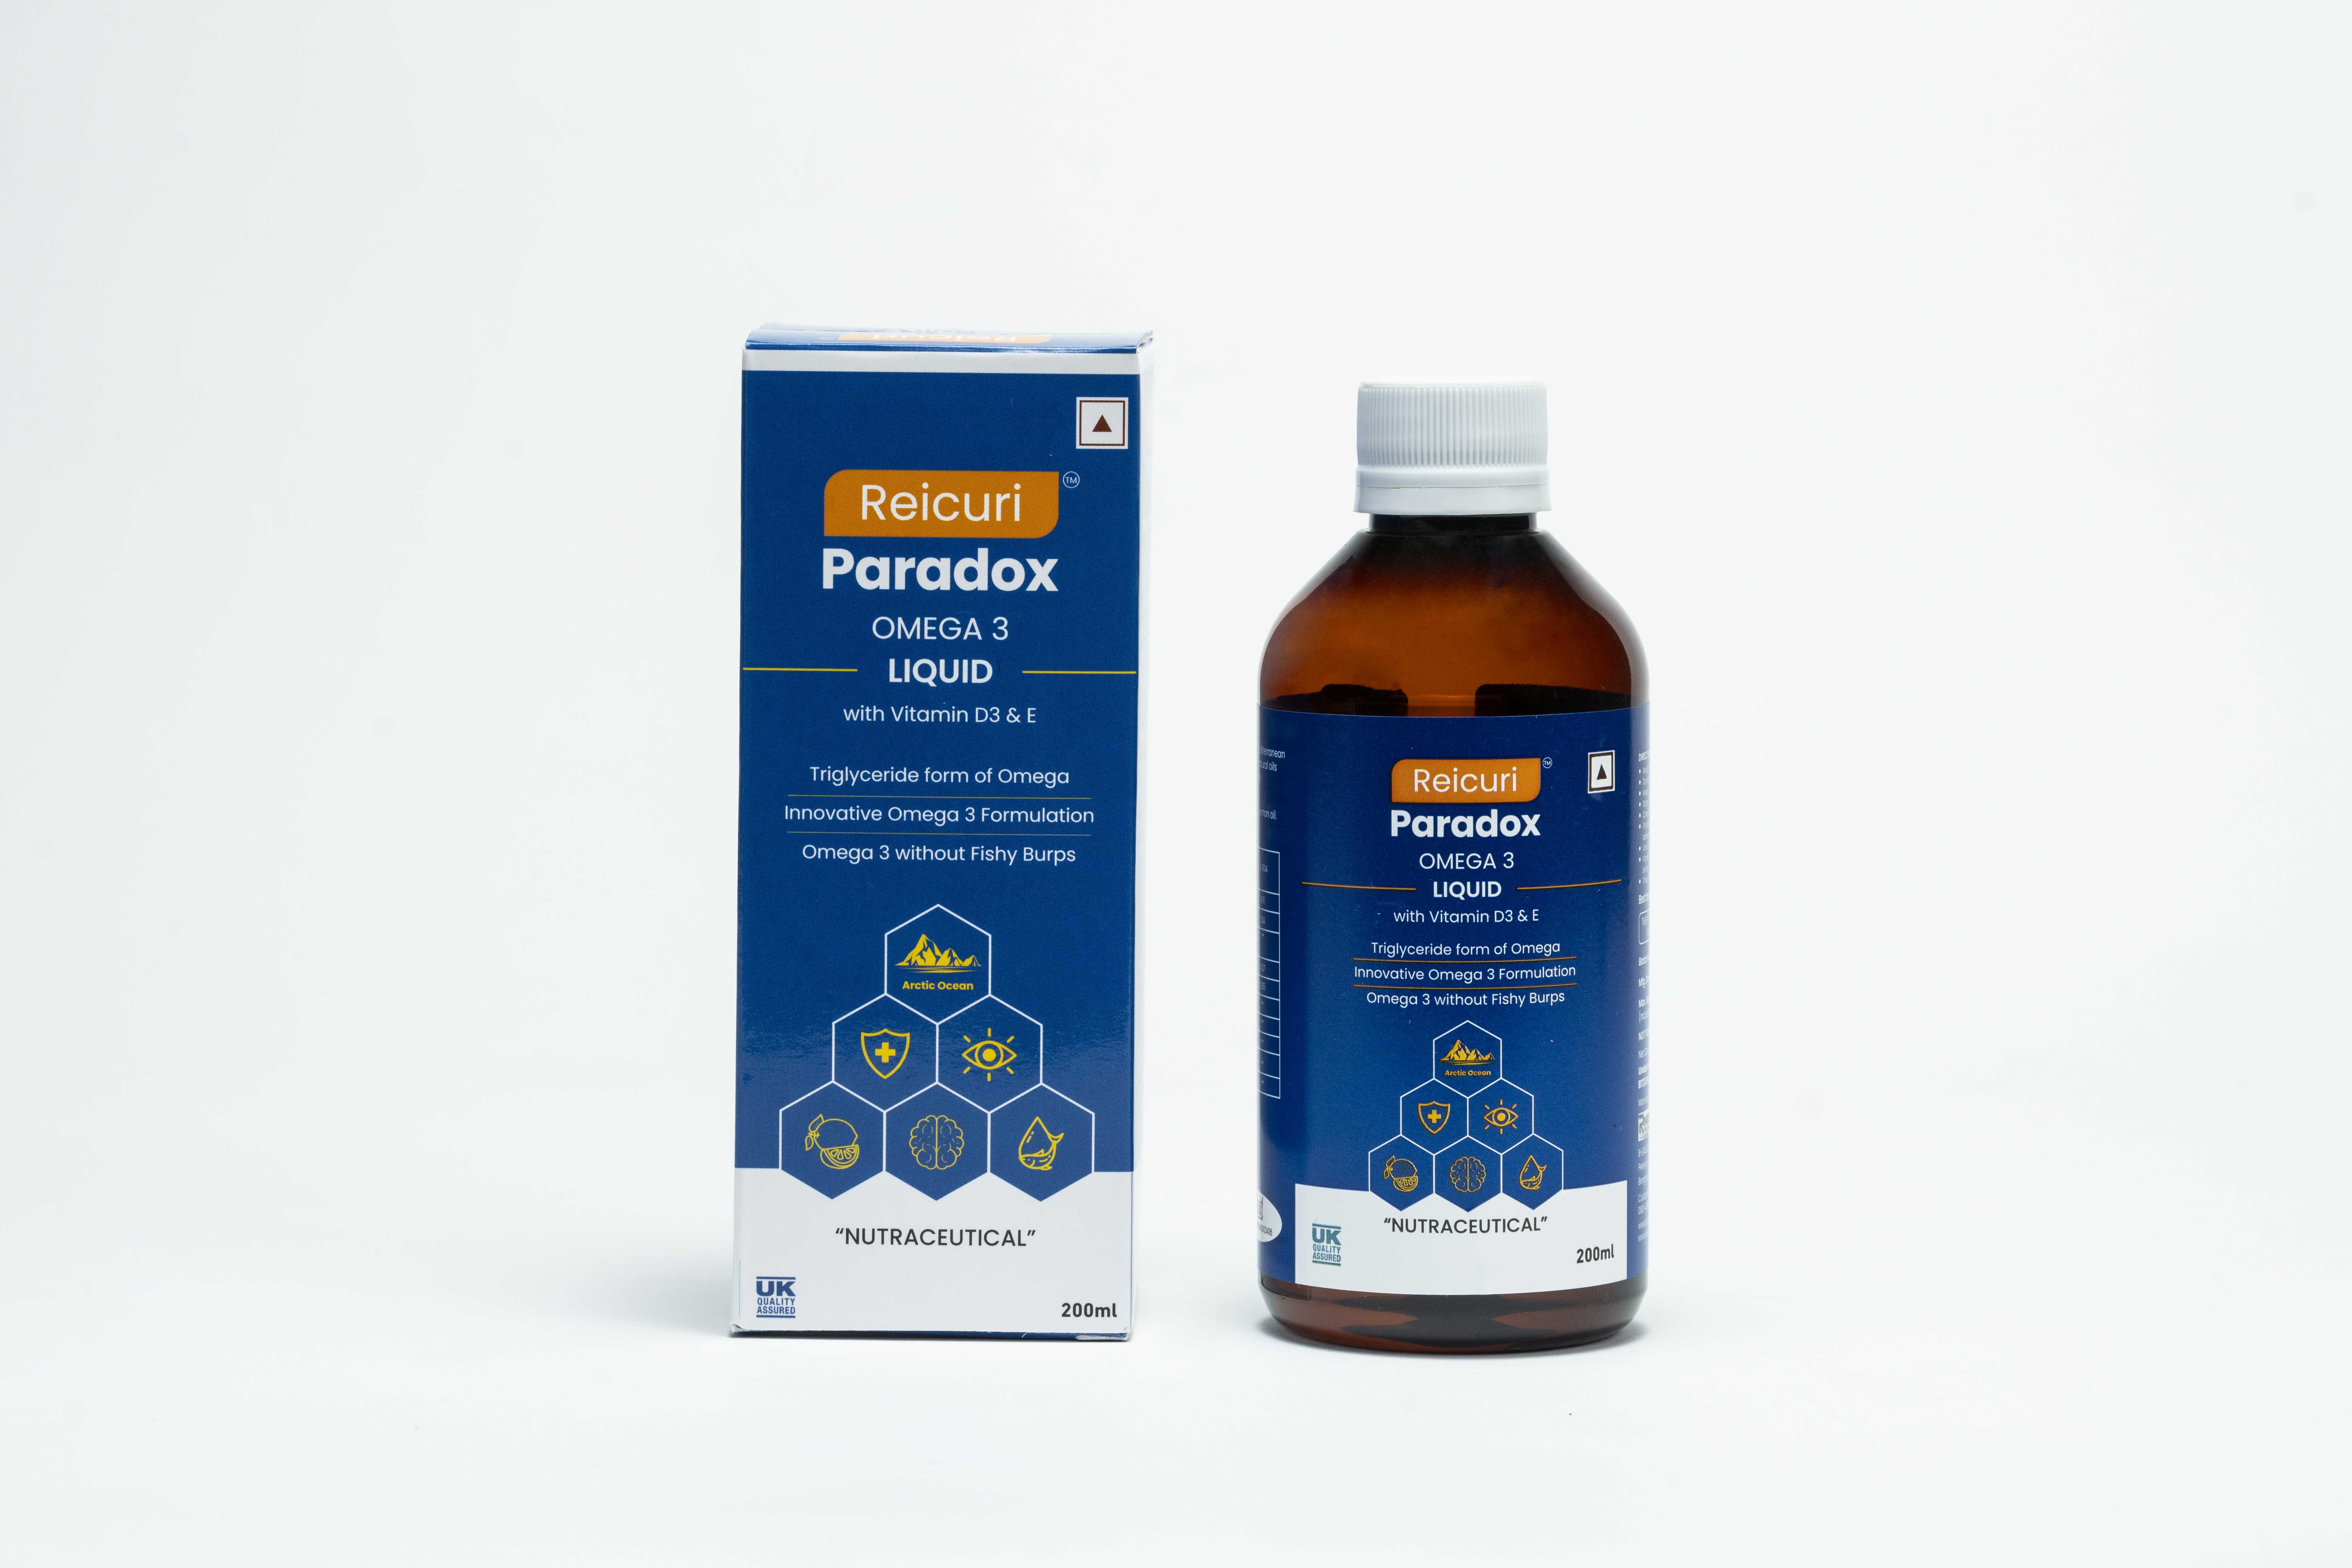 Reicuri
TM
Paradox
OMEGA 3
LIQUID
with Vitamin D3 & E
Triglyceride form of Omega
Innovative Omega 3 Formulation
Omega 3 without Fishy Burps
Arctic Ocean
“NUTRACEUTICAL”
UK
QUALITY
ASSURED
200ml
Reicuri
TM
Paradox
OMEGA 3
LIQUID
with Vitamin D3 & E
Triglyceride form of Omega
Innovative Omega 3 Formulation
Omega 3 without Fishy Burps
Arctic Ocean
“NUTRACEUTICAL”
UK
QUALITY
ASSURED
200ml